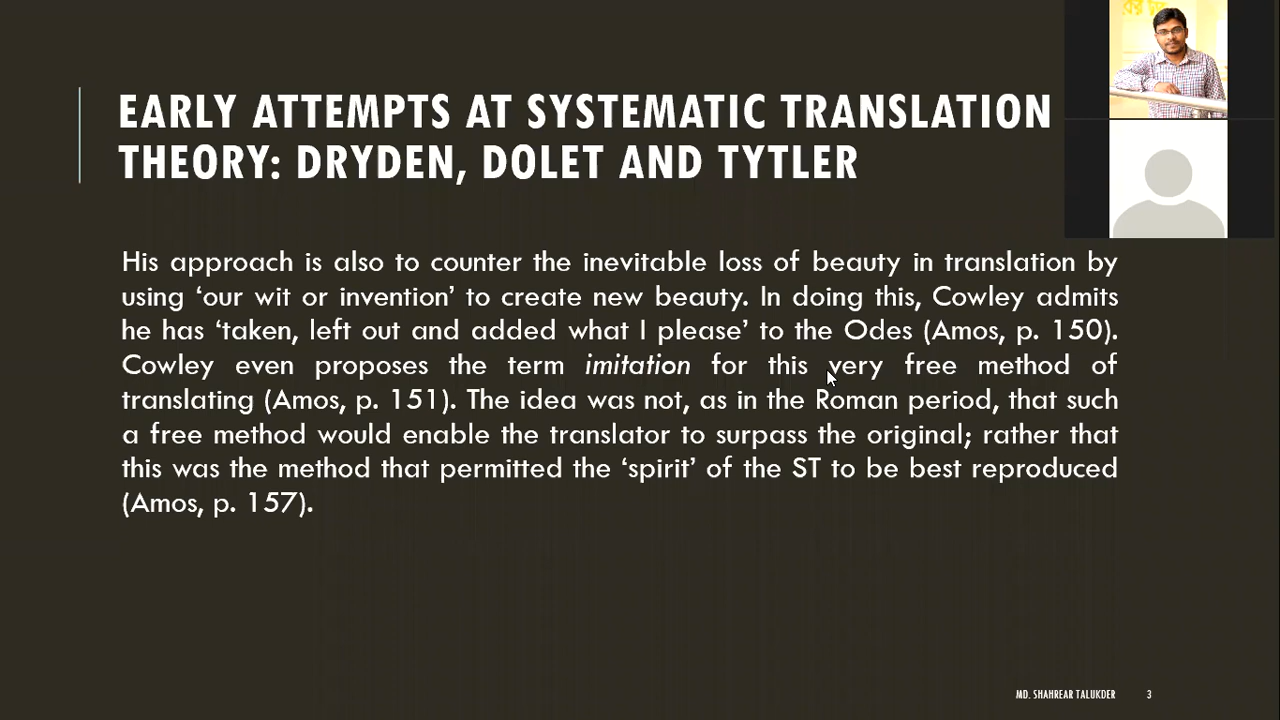 EARLY ATTEMPTS AT SYSTEMATIC TRANSLATION
THEORY: DRYDEN, DOLET AND TYTLER
His approach is also to counter the inevitable loss of beauty in translation by
using ‘our wit or invention’ to create new beauty. In doing this, Cowley admits
he has ‘taken, left out and added what I please’ to the Odes (Amos, p. 150).
Cowley even proposes the term imitation for this very free method of
translating (Amos, p. 151). The idea was not, as in the Roman period, that such
a free method would enable the translator to surpass the original; rather that
this was the method that permitted the ‘spirit’ of the ST to be best reproduced
(Amos, p. 157).
MD. SHAHREAR TALUKDER 3